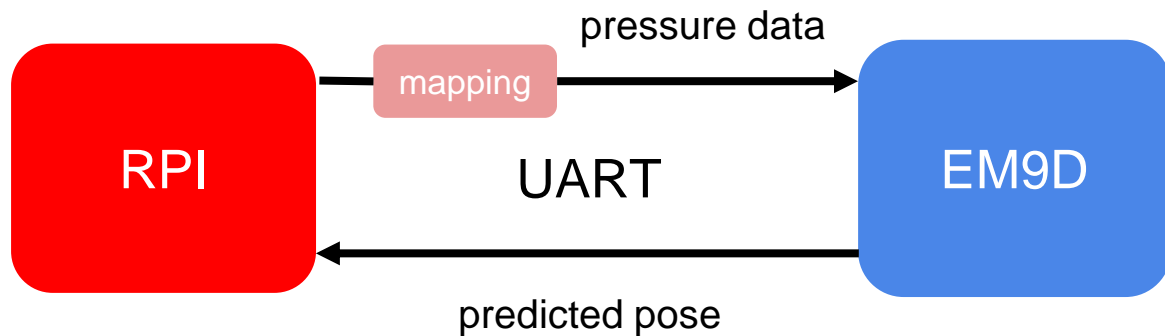 pressure data
mapping
RPI
UART
EM9D
predicted pose